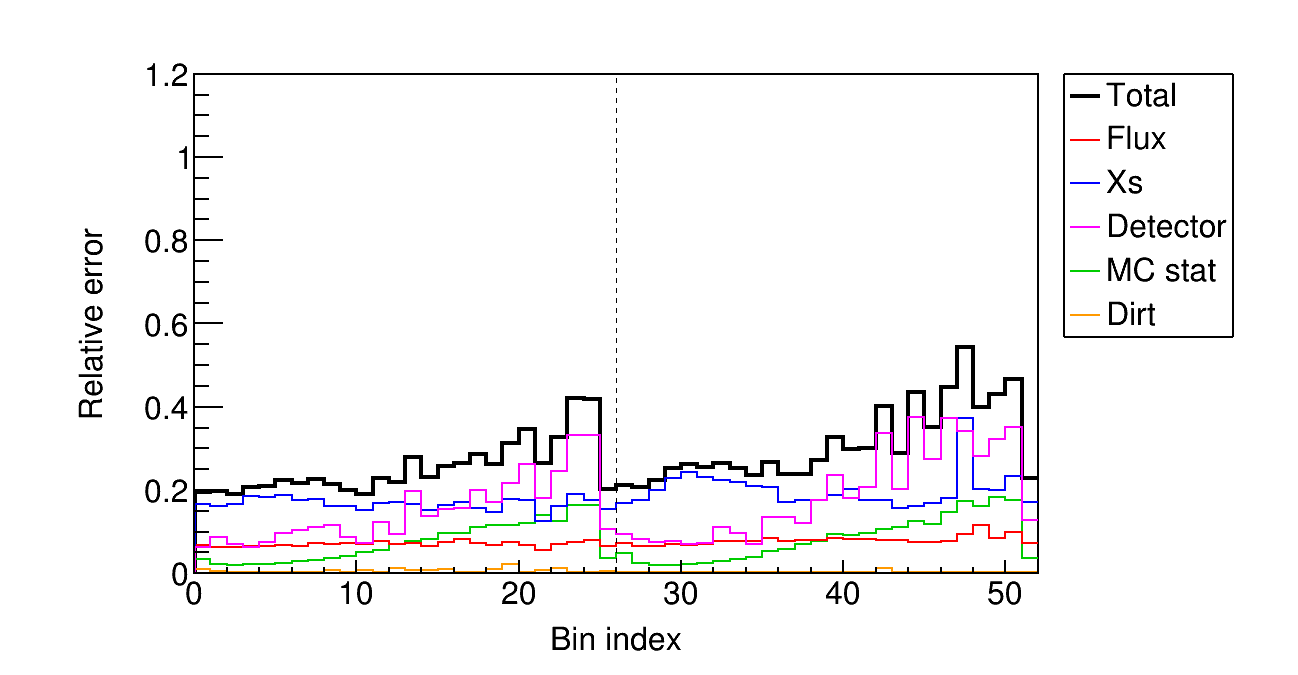 1.2
1
0.8
0.6
0.4
0.2
0
Relative error
0 10 20 30 40 50
Bin index
Total
Flux
Xs
Detector
MC stat
Dirt